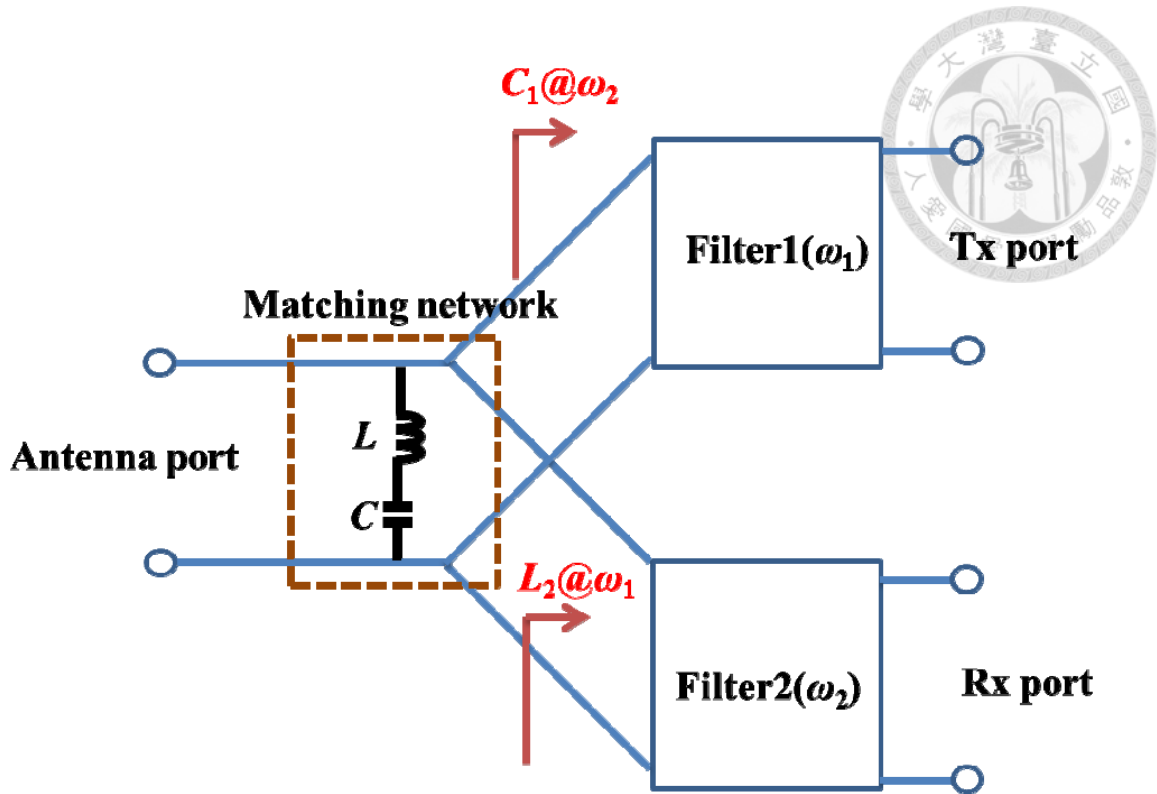 C₁@ω₂
Filter1(ω₁)
Tx port
Matching network
L
Antenna port
C
L₂@ω₁
Filter2(ω₂)
Rx port